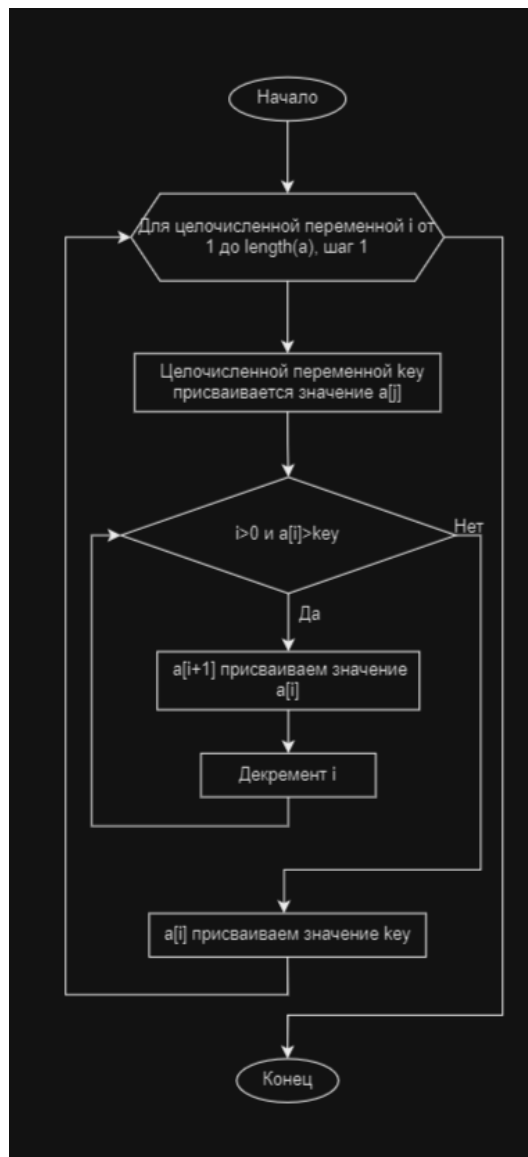 Начало
Для целочисленной переменной i от
1 до length(a), шаг 1
Целочисленной переменной key
присваивается значение a[j]
i>0 и a[i]>key
Нет
Да
a[i+1] присваиваем значение
a[i]
Декремент i
a[i] присваиваем значение key
Конец